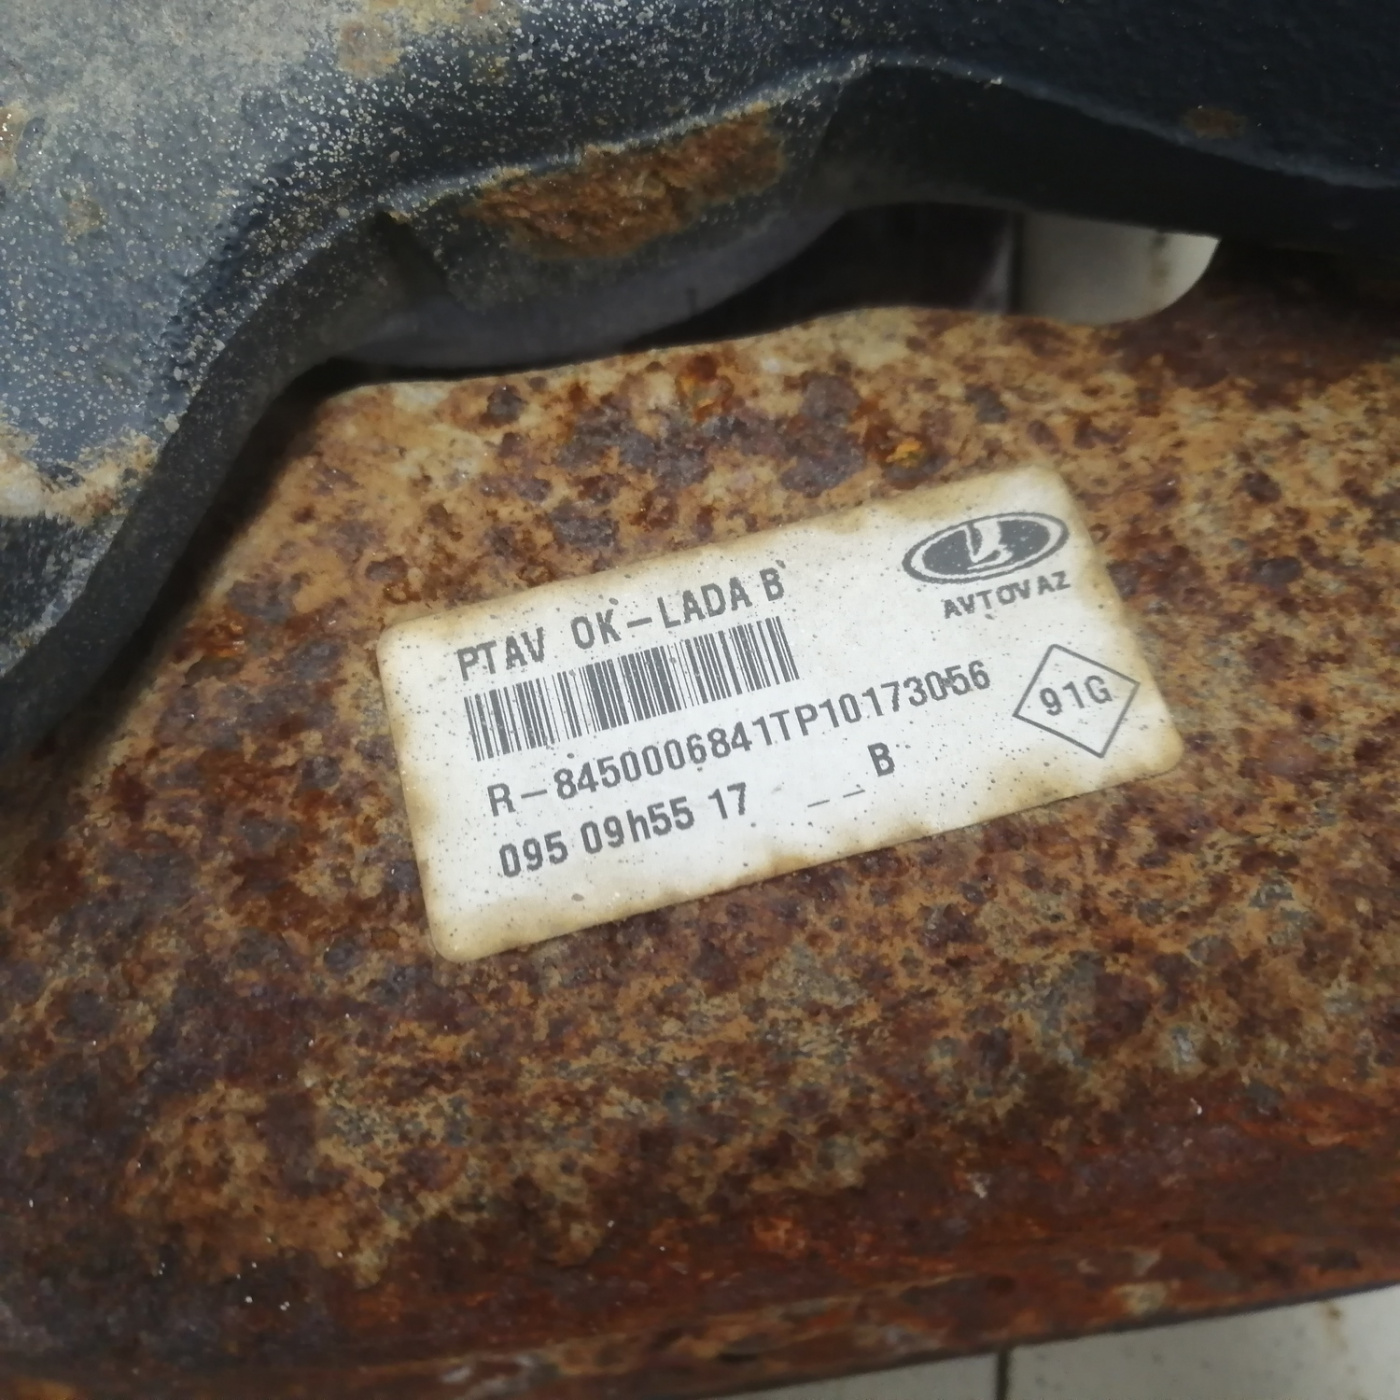 PTAV OK-LADA B
AVTOVAZ
R-8450006841TP10173056
91G
095 09h55 17 _ _ B